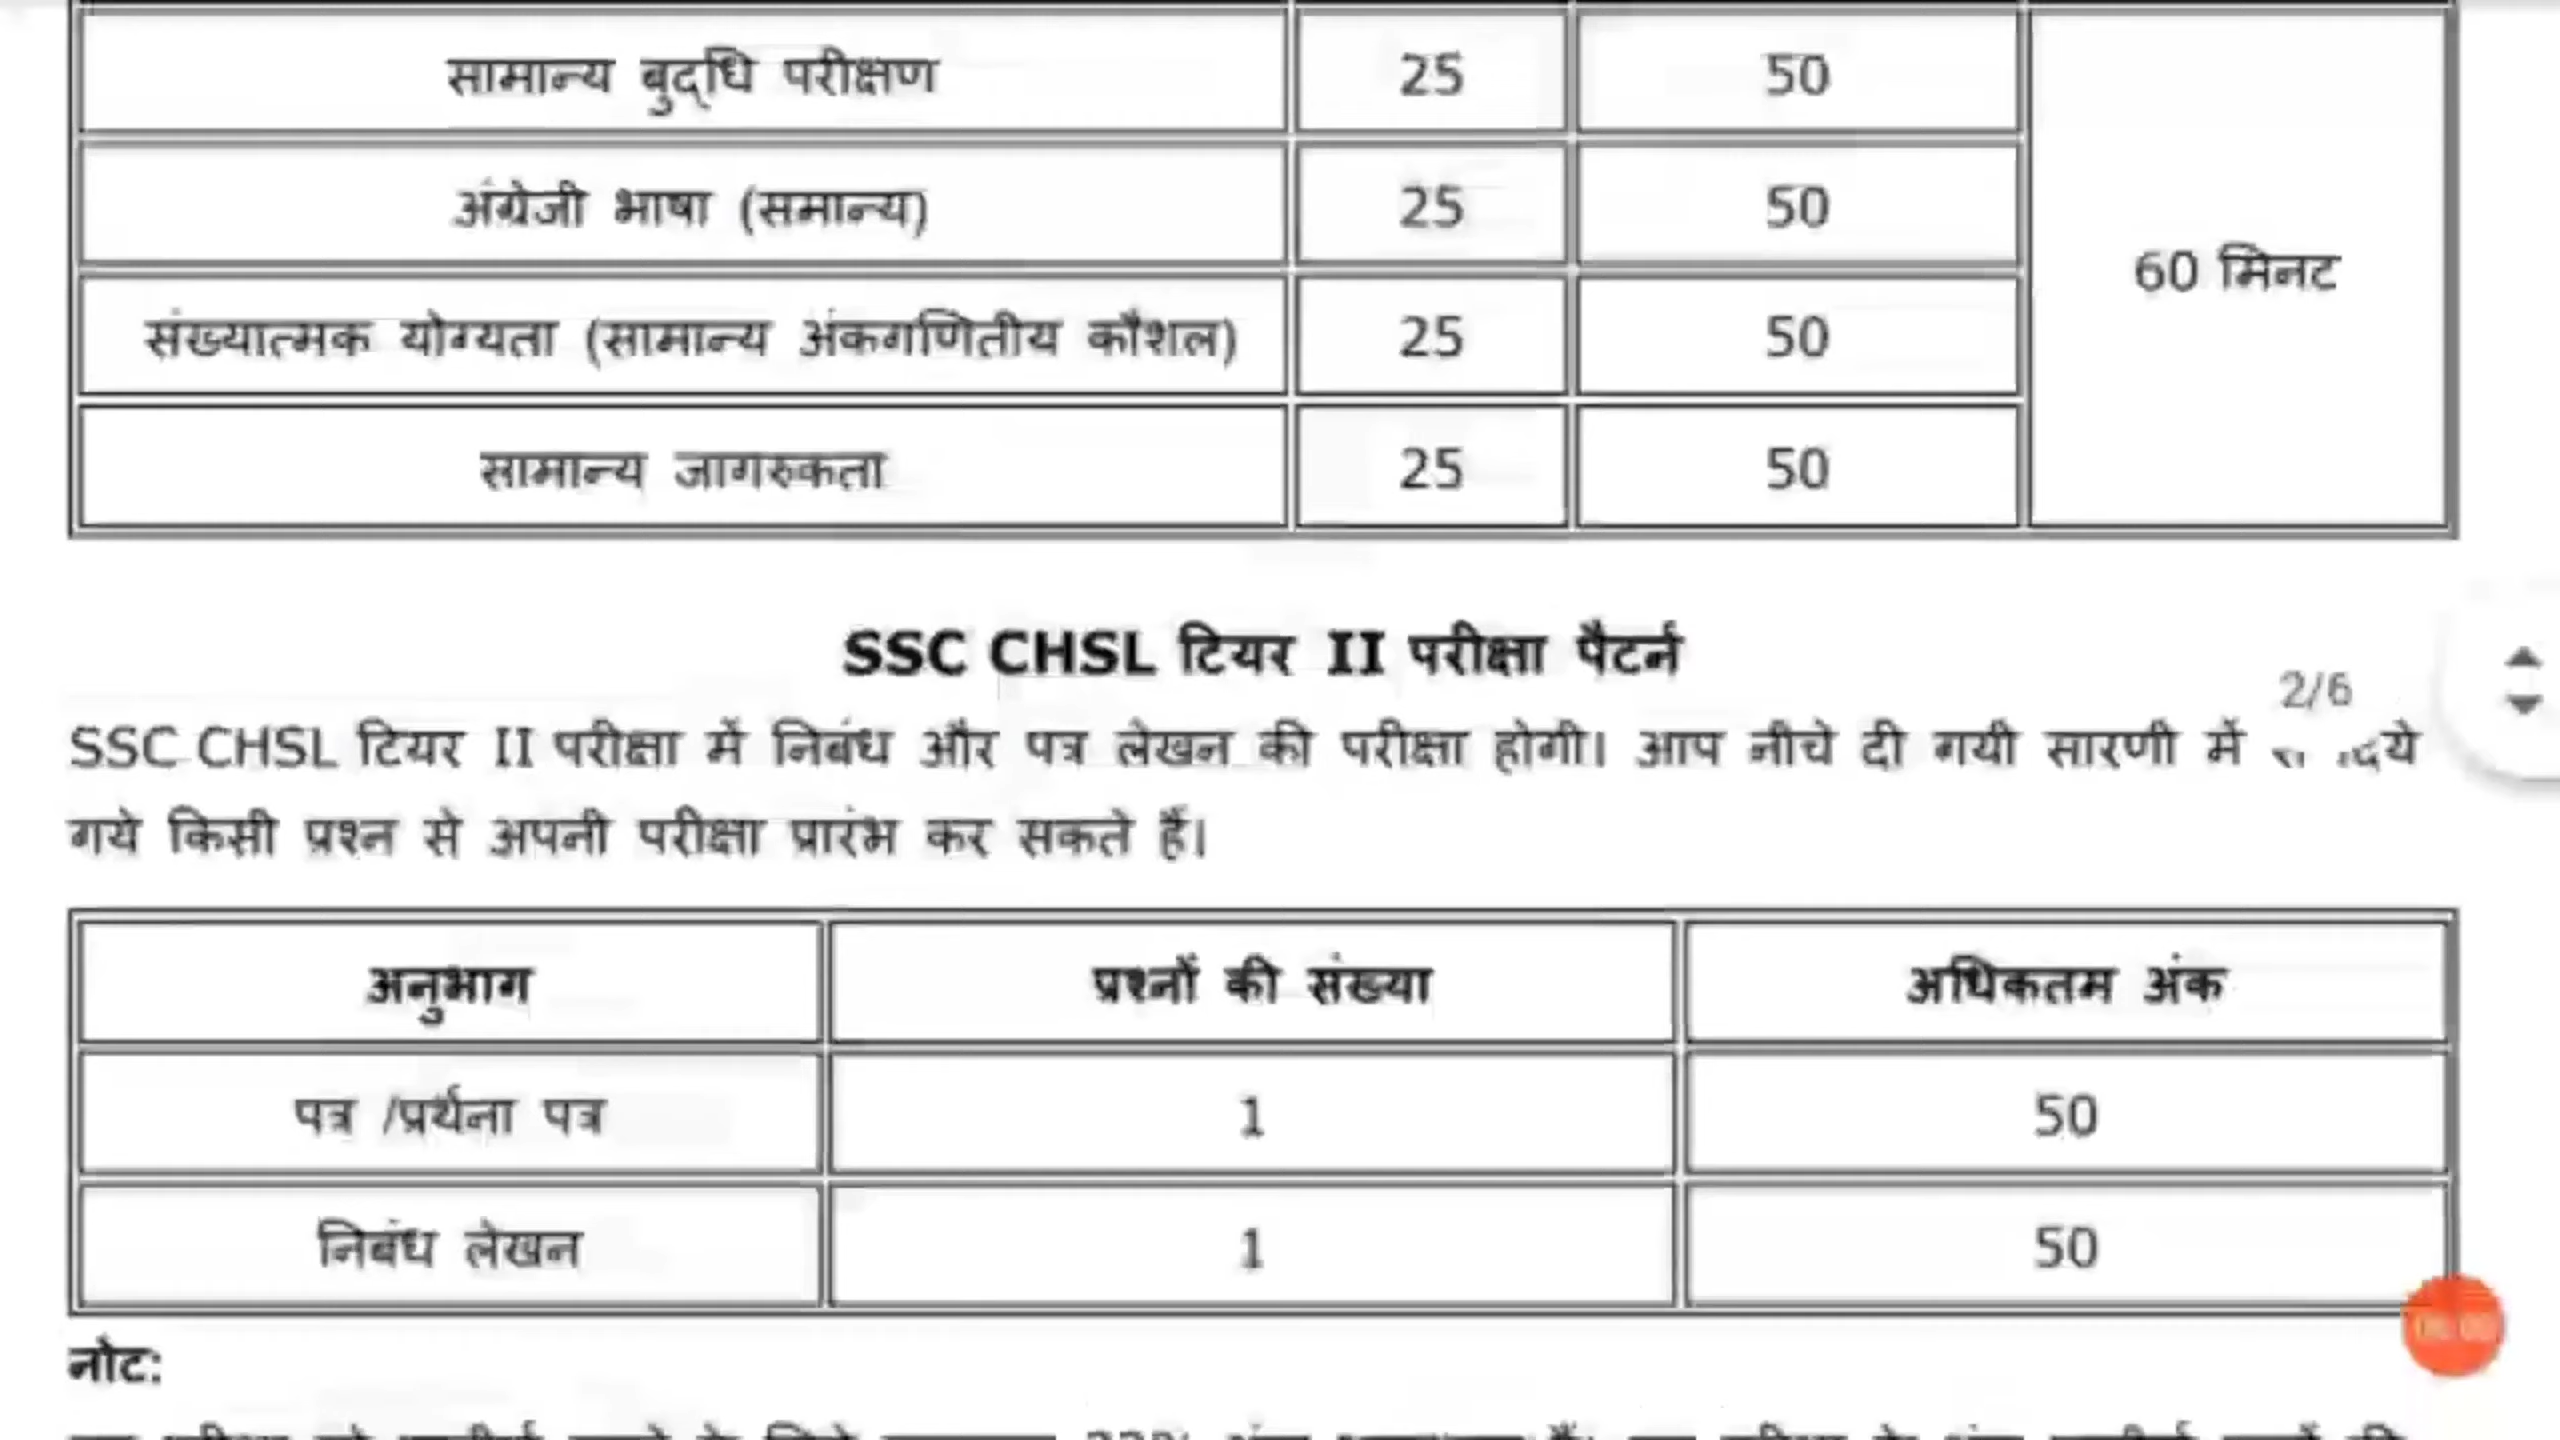 सामान्य बुद्धि परीक्षण 25 50
अंग्रेजी भाषा (समान्य) 25 50
60 मिनट
संख्यात्मक योग्यता (सामान्य अंकगणितीय कौशल) 25 50
सामान्य जागरुकता 25 50
SSC CHSL टियर II परीक्षा पैटर्न
2/6
SSC CHSL टियर II परीक्षा में निबंध और पत्र लेखन की परीक्षा होगी। आप नीचे दी गयी सारणी में
गये किसी प्रश्न से अपनी परीक्षा प्रारंभ कर सकते हैं।
अनुभाग प्रश्नों की संख्या अधिकतम अंक
पत्र /प्रर्थना पत्र 1 50
निबंध लेखन 1 50
नोट: